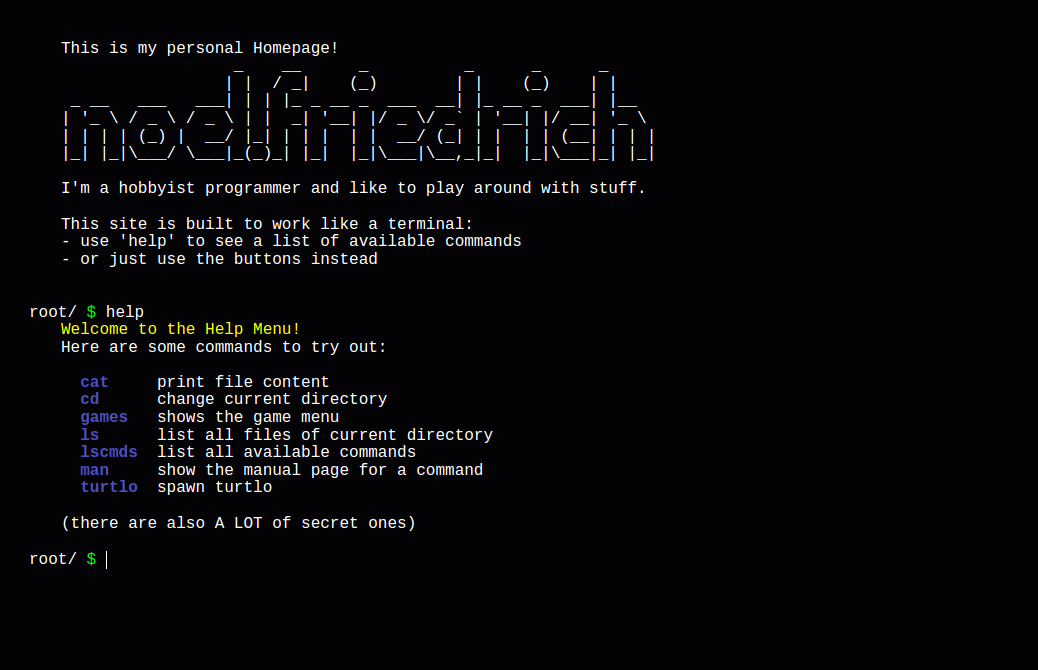 This is my personal Homepage!
noel.friedrich
I'm a hobbyist programmer and like to play around with stuff.
This site is built to work like a terminal:
- use 'help' to see a list of available commands
- or just use the buttons instead
root/ $ help
Welcome to the Help Menu!
Here are some commands to try out:
cat print file content
cd change current directory
games shows the game menu
ls list all files of current directory
lscmds list all available commands
man show the manual page for a command
turtlo spawn turtlo
(there are also A LOT of secret ones)
root/ $